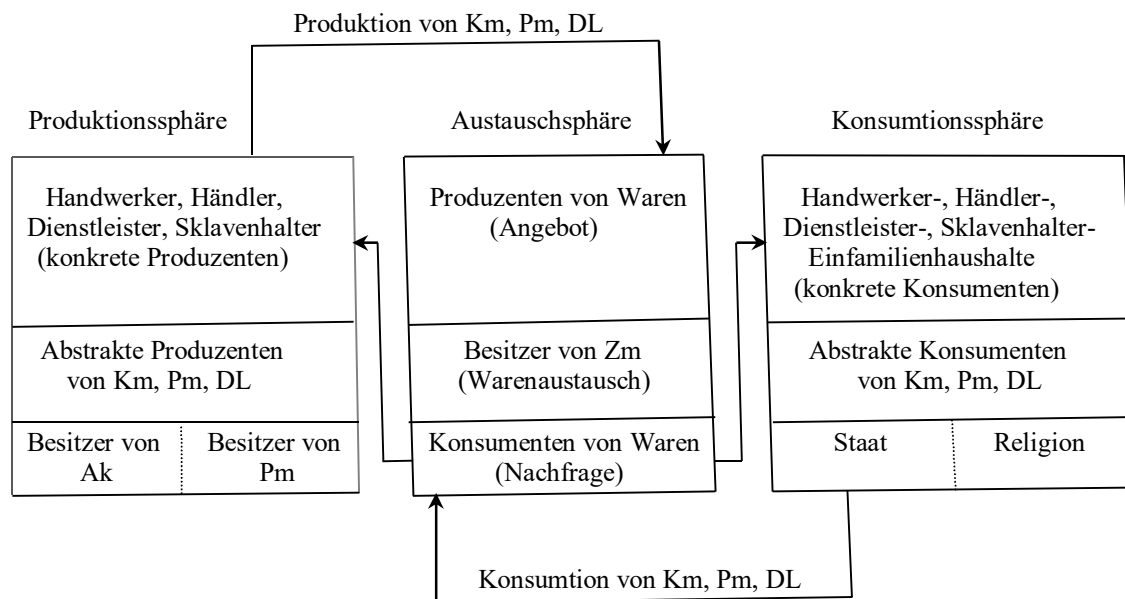 Produktion von Km, Pm, DL
Produktionssphäre
Austauschsphäre
Konsumtionssphäre
Handwerker, Händler,
Dienstleister, Sklavenhalter
(konkrete Produzenten)
Produzenten von Waren
(Angebot)
Handwerker-, Händler-,
Dienstleister-, Sklavenhalter-
Einfamilienhaushalte
(konkrete Konsumenten)
Abstrakte Produzenten
von Km, Pm, DL
Besitzer von Zm
(Warenaustausch)
Abstrakte Konsumenten
von Km, Pm, DL
Besitzer von
Ak
Besitzer von
Pm
Konsumenten von Waren
(Nachfrage)
Staat
Religion
Konsumtion von Km, Pm, DL